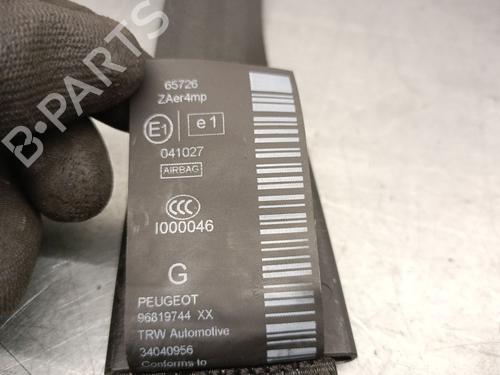 65726
ZAer4mp
E1 e1
041027
AIRBAG
CCC
I000046
G
PEUGEOT
96819744 XX
TRW Automotive
34040956
Conforms to
B-PARTS